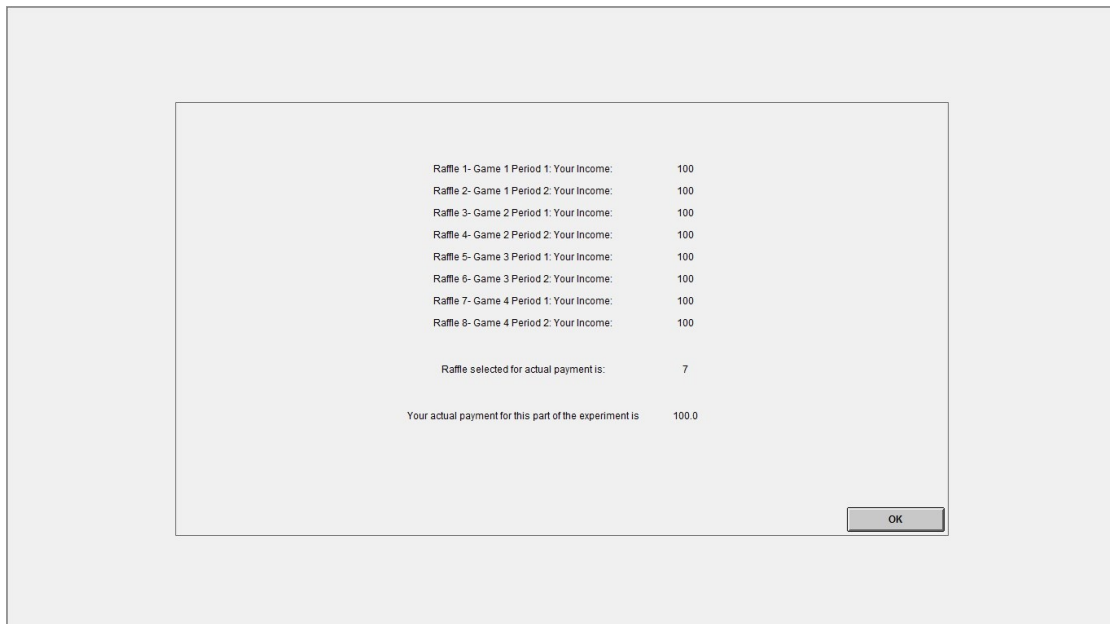 Raffle 1- Game 1 Period 1: Your Income: 100
Raffle 2- Game 1 Period 2: Your Income: 100
Raffle 3- Game 2 Period 1: Your Income: 100
Raffle 4- Game 2 Period 2: Your Income: 100
Raffle 5- Game 3 Period 1: Your Income: 100
Raffle 6- Game 3 Period 2: Your Income: 100
Raffle 7- Game 4 Period 1: Your Income: 100
Raffle 8- Game 4 Period 2: Your Income: 100
Raffle selected for actual payment is: 7
Your actual payment for this part of the experiment is 100.0
OK